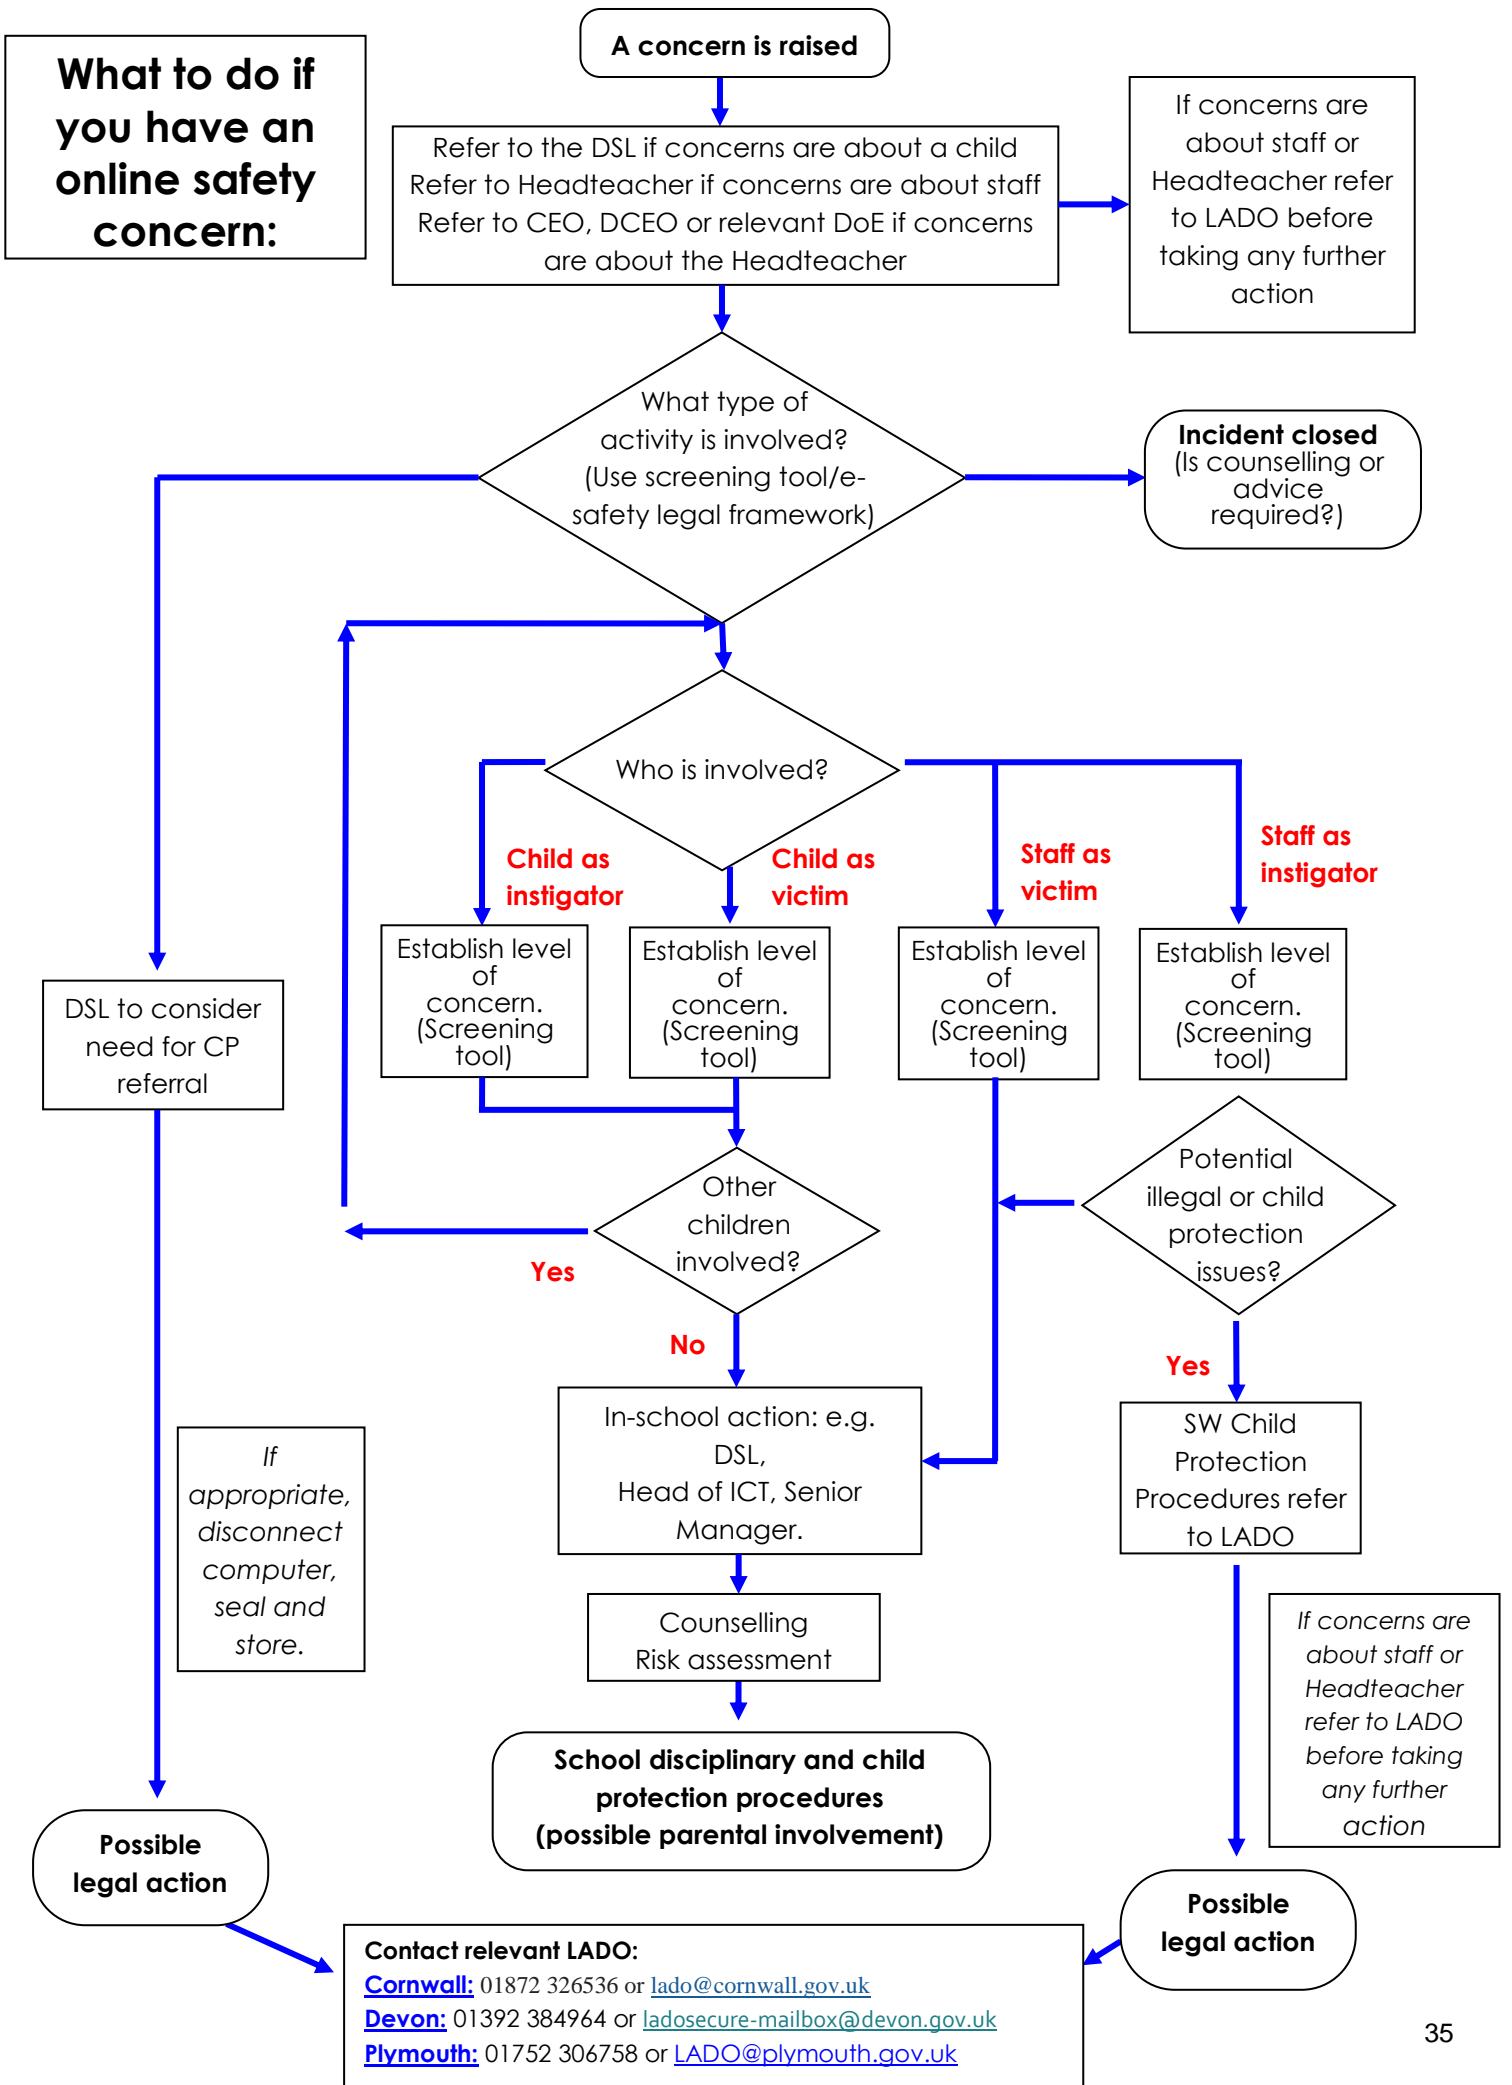 What to do if
you have an
online safety
concern:
A concern is raised
Refer to the DSL if concerns are about a child
Refer to Headteacher if concerns are about staff
Refer to CEO, DCEO or relevant DoE if concerns
are about the Headteacher
If concerns are
about staff or
Headteacher refer
to LADO before
taking any further
action
What type of
activity is involved?
(Use screening tool/e-
safety legal framework)
Incident closed
(Is counselling or
advice
required?)
Who is involved?
Child as
instigator
Child as
victim
Staff as
victim
Staff as
instigator
Establish level
of
concern.
(Screening
tool)
Establish level
of
concern.
(Screening
tool)
Establish level
of
concern.
(Screening
tool)
Establish level
of
concern.
(Screening
tool)
DSL to consider
need for CP
referral
Other
children
involved?
Potential
illegal or child
protection
issues?
Yes
No
Yes
In-school action: e.g.
DSL,
Head of ICT, Senior
Manager.
SW Child
Protection
Procedures refer
to LADO
If
appropriate,
disconnect
computer,
seal and
store.
Counselling
Risk assessment
If concerns are
about staff or
Headteacher
refer to LADO
before taking
any further
action
School disciplinary and child
protection procedures
(possible parental involvement)
Possible
legal action
Possible
legal action
Contact relevant LADO:
Cornwall: 01872 326536 or lado@cornwall.gov.uk
Devon: 01392 384964 or ladosecure-mailbox@devon.gov.uk
Plymouth: 01752 306758 or LADO@plymouth.gov.uk
35